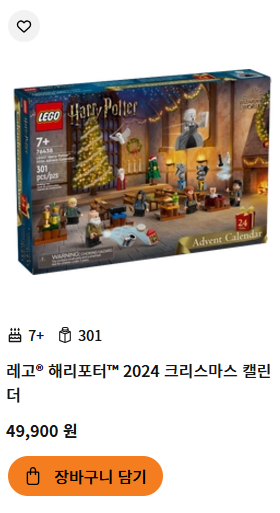 LEGO
Harry Potter
7+
76438
301
pcs/pzs
24
Advent Calendar
WARNING:
7+ 301
레고® 해리포터™ 2024 크리스마스 캘린
더
49,900 원
장바구니 담기